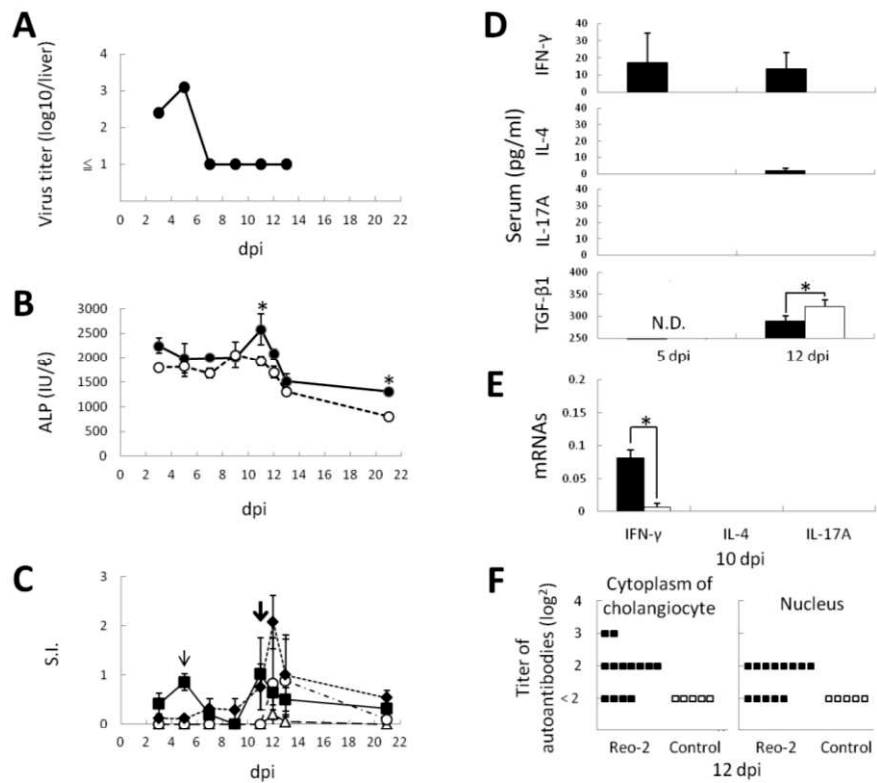 A
Virus titer (log10/liver)
4
3
2
1
≦
0 2 4 6 8 10 12 14 16 18 20 22
dpi
B
ALP (IU/ℓ)
3000
2500
2000
1500
1000
500
0
*
*
0 2 4 6 8 10 12 14 16 18 20 22
dpi
C
S.I.
3
2
1
0
0 2 4 6 8 10 12 14 16 18 20 22
dpi
D
Serum (pg/ml)
IFN-γ
40
30
20
10
0
IL-4
40
30
20
10
0
IL-17A
40
30
20
10
0
TGF-β1
400
350
300
250
N.D.
*
5 dpi 12 dpi
E
mRNAs
0.2
0.15
0.1
0.05
0
*
IFN-γ IL-4 IL-17A
10 dpi
F
Titer of
autoantibodies (log²)
Cytoplasm of
cholangiocyte
Nucleus
4
3
2
< 2
Reo-2 Control Reo-2 Control
12 dpi